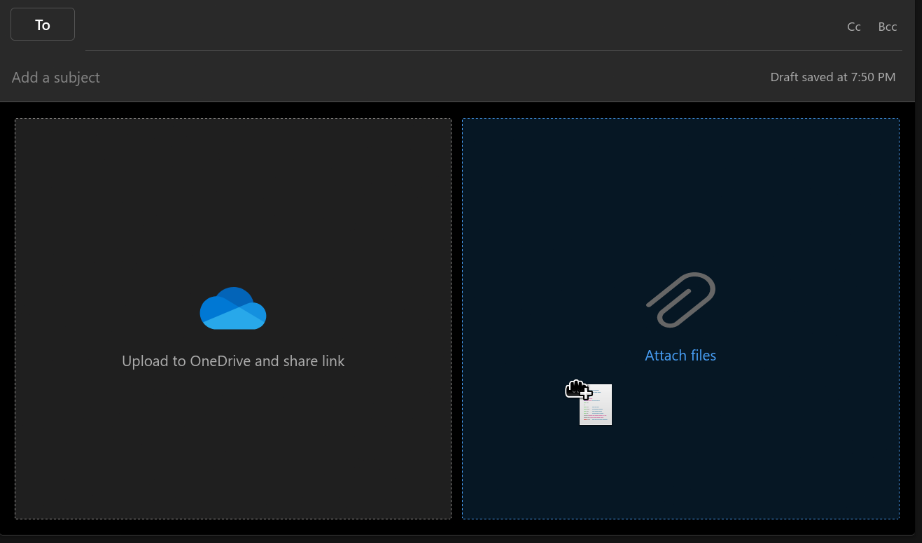 To
Cc Bcc
Add a subject
Draft saved at 7:50 PM
Upload to OneDrive and share link
Attach files